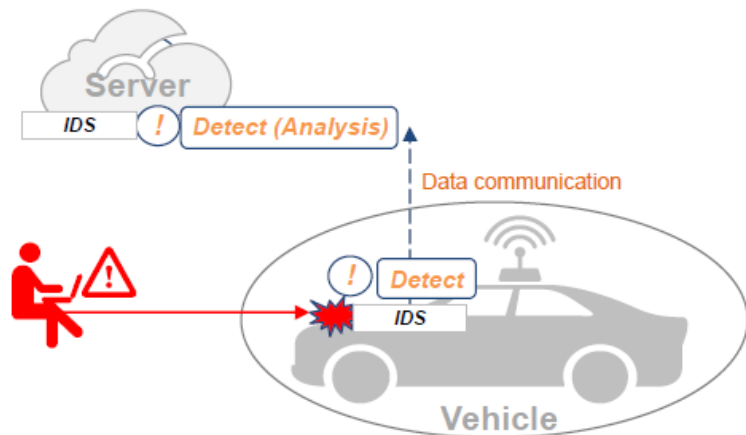 Server
IDS
!
Detect (Analysis)
Data communication
!
!
Detect
IDS
Vehicle